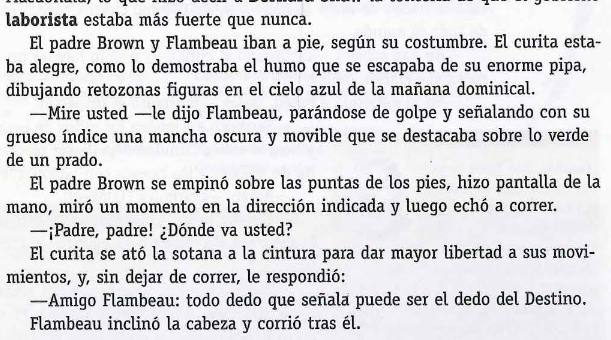 laborista estaba más fuerte que nunca.
El padre Brown y Flambeau iban a pie, según su costumbre. El curita esta-
ba alegre, como lo demostraba el humo que se escapaba de su enorme pipa,
dibujando retozonas figuras en el cielo azul de la mañana dominical.
—Mire usted —le dijo Flambeau, parándose de golpe y señalando con su
grueso índice una mancha oscura y movible que se destacaba sobre lo verde
de un prado.
El padre Brown se empinó sobre las puntas de los pies, hizo pantalla de la
mano, miró un momento en la dirección indicada y luego echó a correr.
—¡Padre, padre! ¿Dónde va usted?
El curita se ató la sotana a la cintura para dar mayor libertad a sus movi-
mientos, y, sin dejar de correr, le respondió:
—Amigo Flambeau: todo dedo que señala puede ser el dedo del Destino.
Flambeau inclinó la cabeza y corrió tras él.